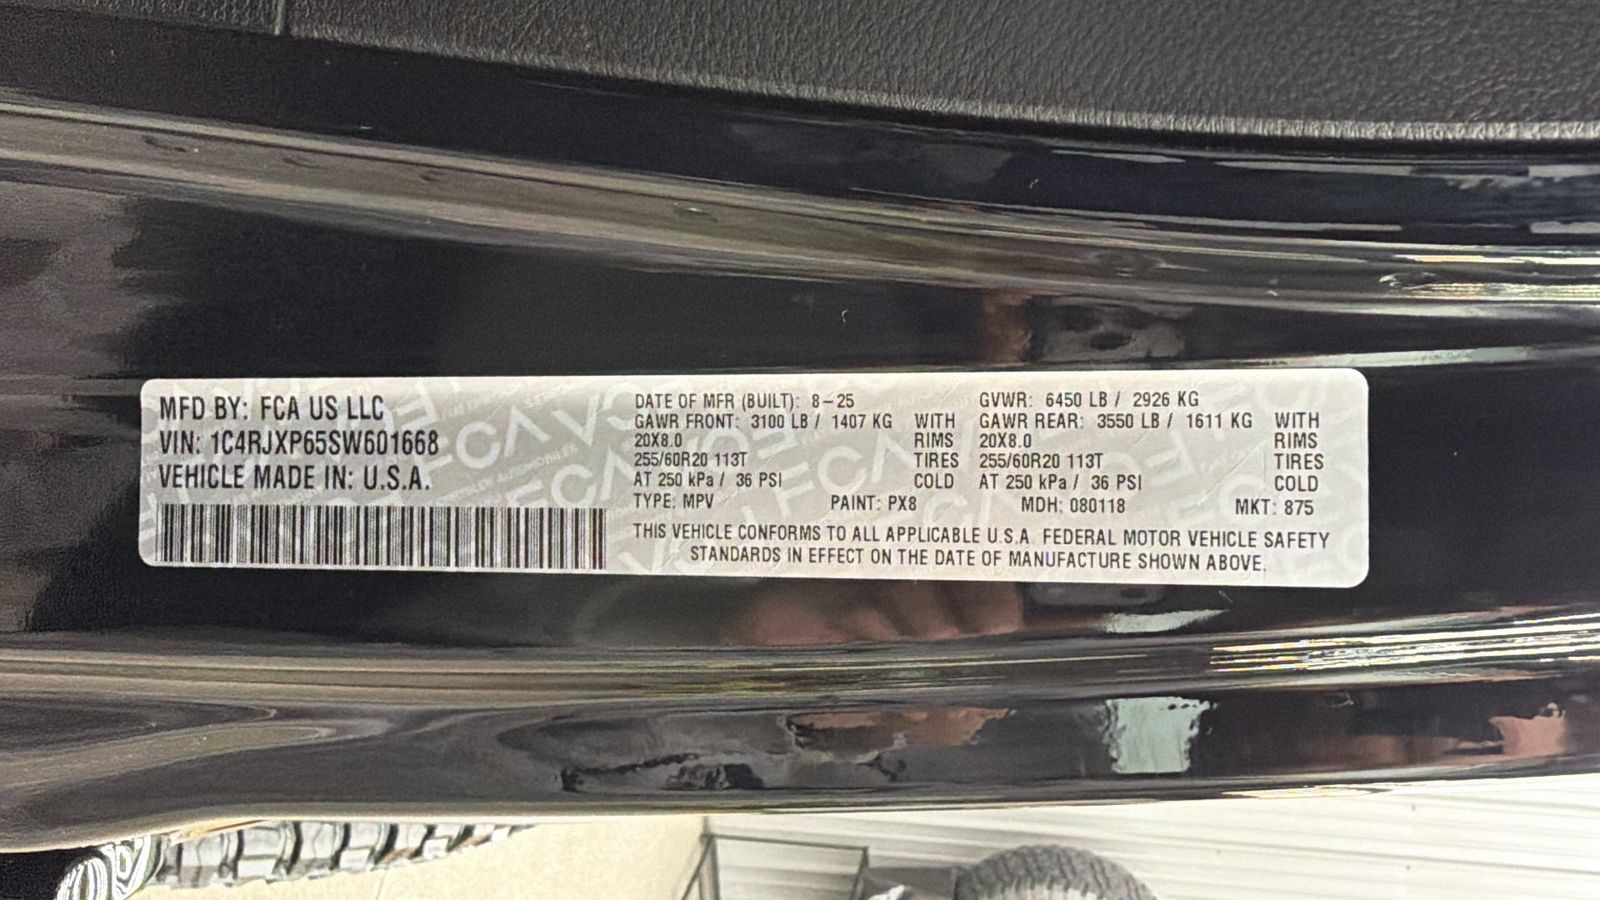 MFD BY: FCA US LLC
VIN: 1C4RJXP65SW601668
VEHICLE MADE IN: U.S.A.
DATE OF MFR (BUILT): 8-25
GAWR FRONT: 3100 LB / 1407 KG WITH
20X8.0 RIMS
255/60R20 113T TIRES
AT 250 kPa / 36 PSI COLD
GVWR: 6450 LB / 2926 KG
GAWR REAR: 3550 LB / 1611 KG WITH
20X8.0 RIMS
255/60R20 113T TIRES
AT 250 kPa / 36 PSI COLD
TYPE: MPV PAINT: PX8 MDH: 080118 MKT: 875
THIS VEHICLE CONFORMS TO ALL APPLICABLE U.S.A. FEDERAL MOTOR VEHICLE SAFETY
STANDARDS IN EFFECT ON THE DATE OF MANUFACTURE SHOWN ABOVE.